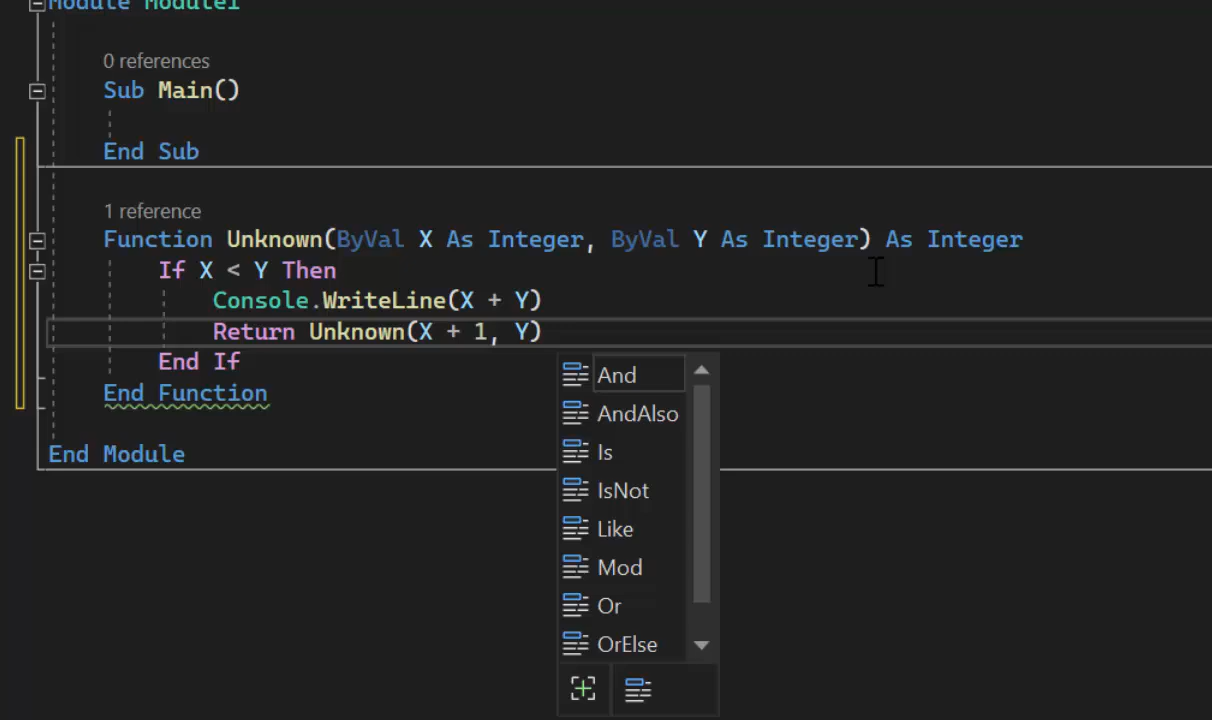 Module Module1
0 references
Sub Main()
End Sub
1 reference
Function Unknown(ByVal X As Integer, ByVal Y As Integer) As Integer
If X < Y Then
Console.WriteLine(X + Y)
Return Unknown(X + 1, Y)
End If
End Function
End Module
And
AndAlso
Is
IsNot
Like
Mod
Or
OrElse